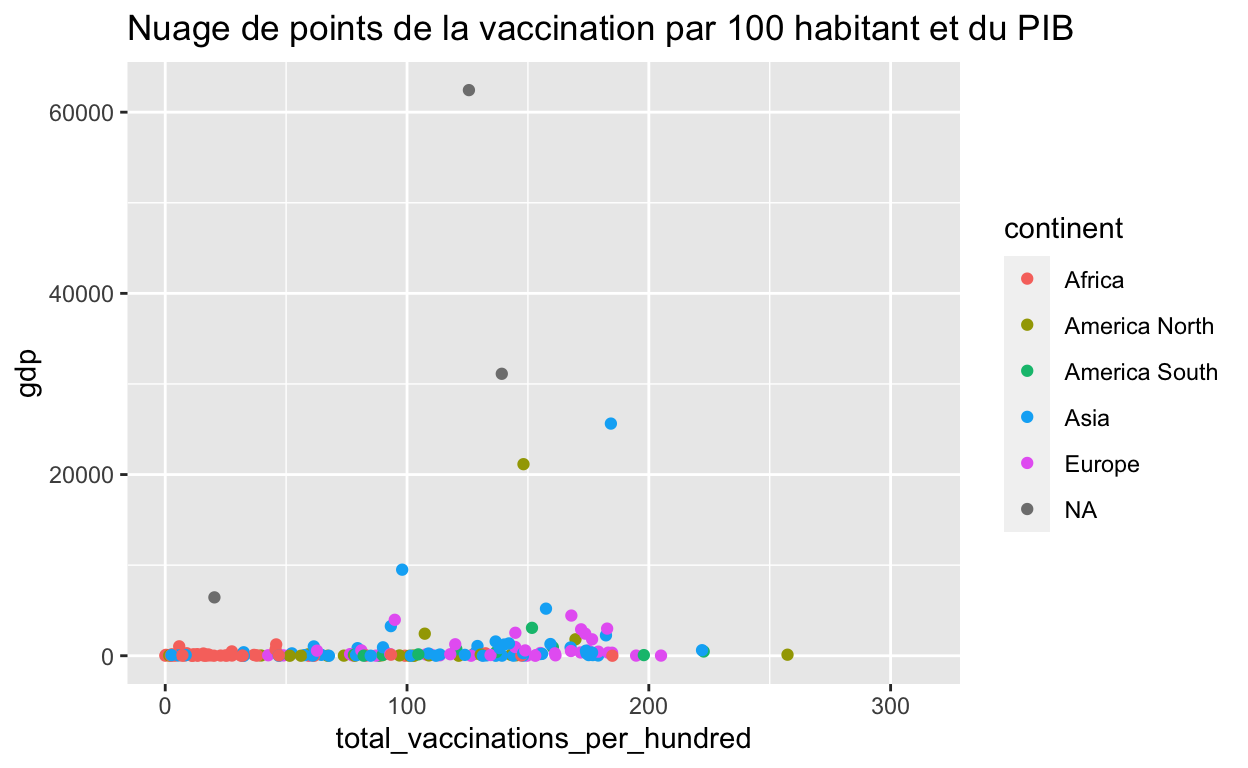 Nuage de points de la vaccination par 100 habitant et du PIB
60000
40000
20000
0
gdp
0 100 200 300
total_vaccinations_per_hundred
continent
Africa
America North
America South
Asia
Europe
NA